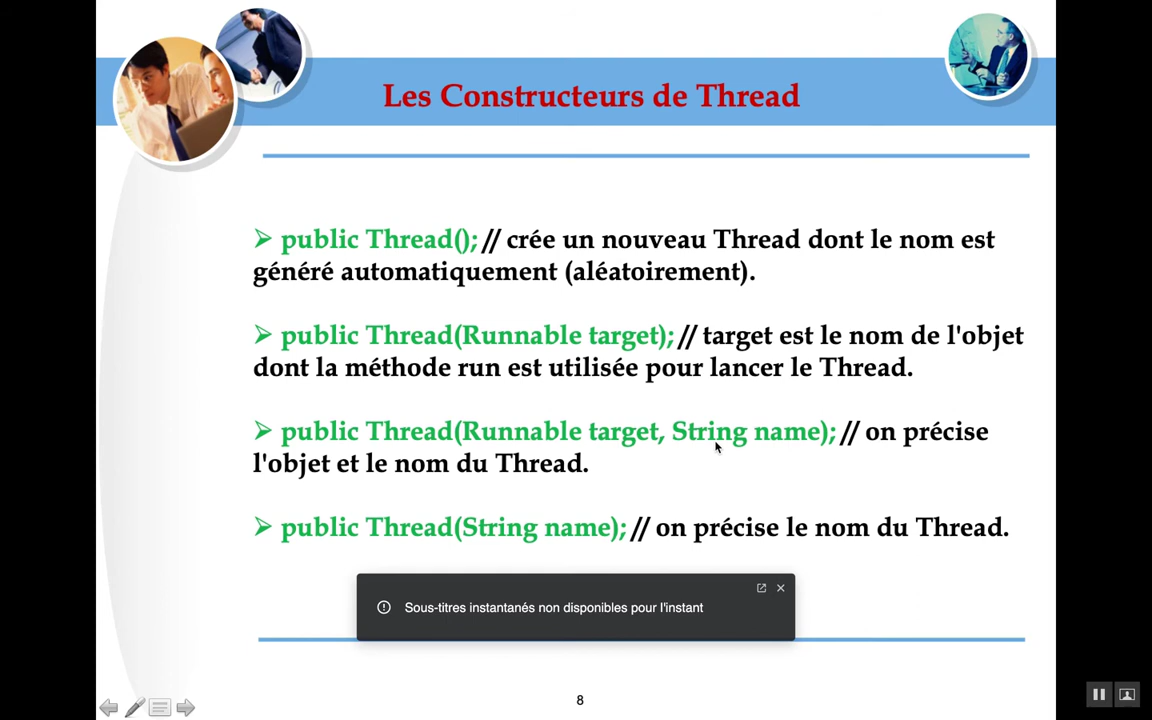 Les Constructeurs de Thread
➢ public Thread(); // crée un nouveau Thread dont le nom est
généré automatiquement (aléatoirement).
➢ public Thread(Runnable target); // target est le nom de l'objet
dont la méthode run est utilisée pour lancer le Thread.
➢ public Thread(Runnable target, String name); // on précise
l'objet et le nom du Thread.
➢ public Thread(String name); // on précise le nom du Thread.
Sous-titres instantanés non disponibles pour l'instant
8